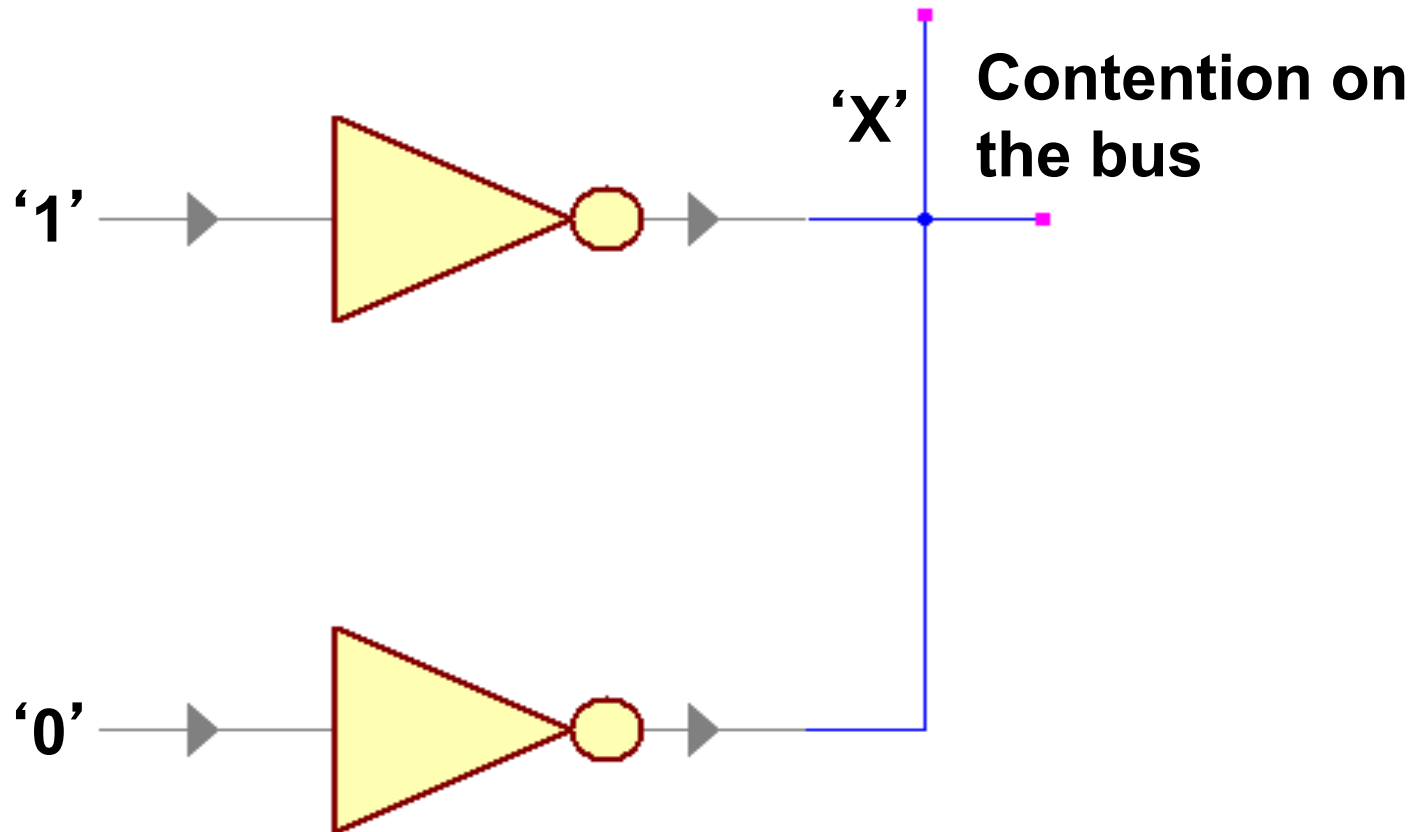 Contention on
‘X’
the bus
‘1’
‘0’